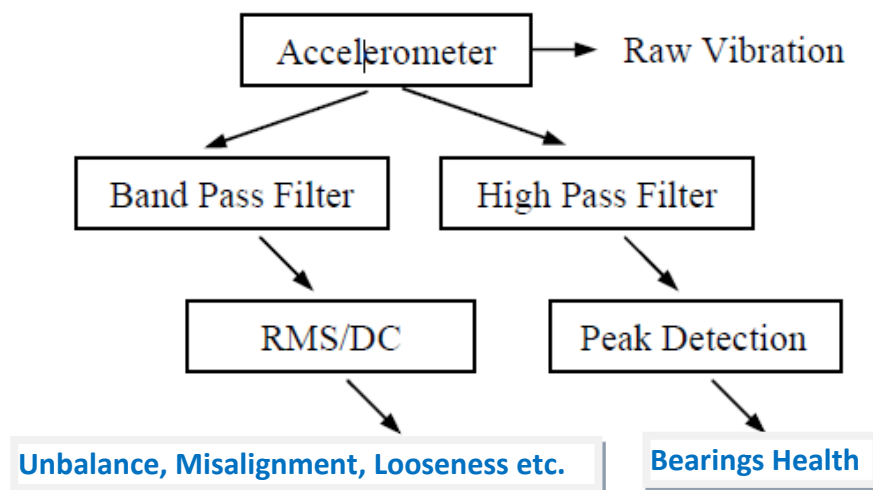 Accelerometer
Raw Vibration
Band Pass Filter
High Pass Filter
RMS/DC
Peak Detection
Unbalance, Misalignment, Looseness etc.
Bearings Health